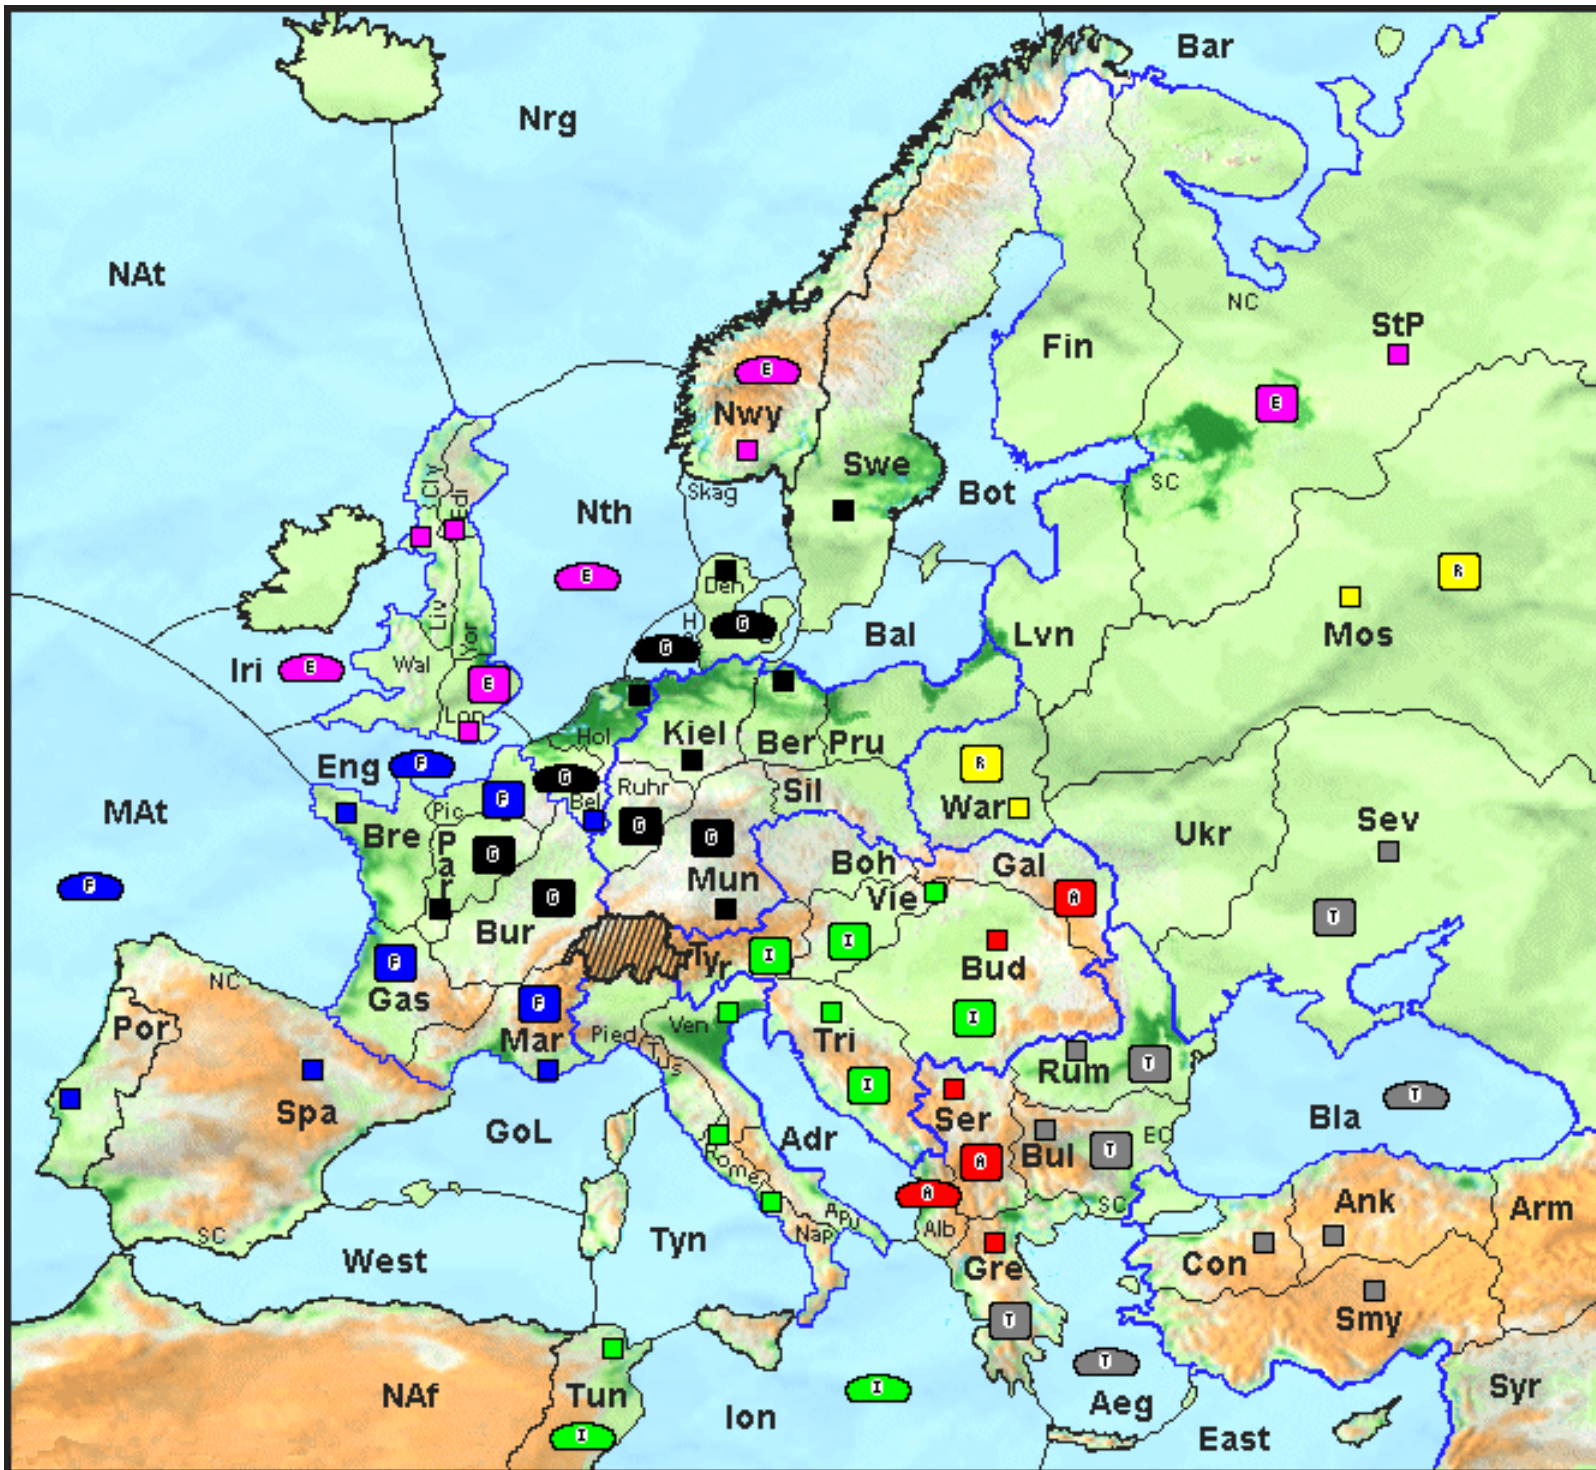 Bar
Nrg
NAt
NC
StP
Fin
E
E
Nwy
Swe
Cly
Edi
SC
Skag
Bot
Nth
R
E
Den
H
G
G
Bal
Lvn
Mos
Liv
Yor
Wal
Iri
E
E
Lon
Hol
Kiel
Ber
Pru
Eng
F
G
R
Ruhr
Sil
War
F
Bel
MAt
Pic
Bre
Par
G
G
G
Ukr
Sev
Boh
Gal
F
Mun
Vie
G
A
T
Bur
Tyr
I
I
F
Bud
NC
Gas
F
I
Por
Mar
Pied
Ven
Tri
Tus
Rum
T
I
Spa
Ser
T
GoL
Adr
Bla
Bul
T
EC
Rome
A
A
SC
Apu
Alb
Nap
Ank
Arm
SC
West
Tyn
Gre
Con
T
Smy
T
I
NAf
Tun
Ion
Aeg
Syr
I
East